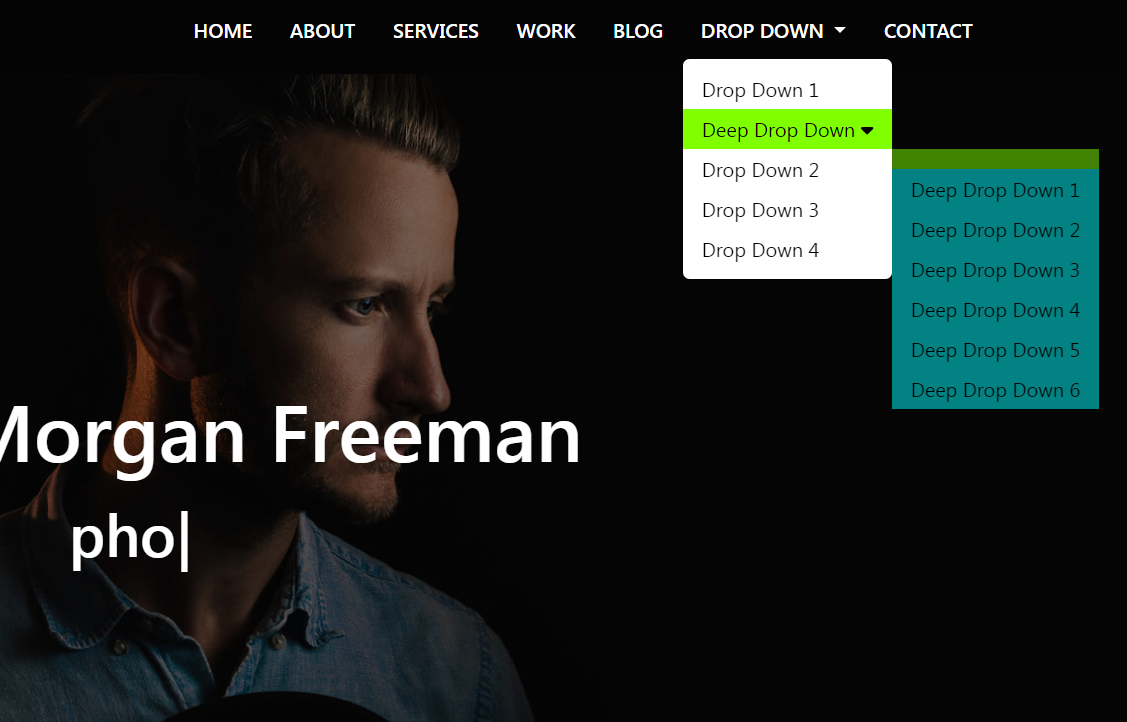 HOME ABOUT SERVICES WORK BLOG DROP DOWN CONTACT
Drop Down 1
Deep Drop Down
Drop Down 2
Drop Down 3
Drop Down 4
Deep Drop Down 1
Deep Drop Down 2
Deep Drop Down 3
Deep Drop Down 4
Deep Drop Down 5
Deep Drop Down 6
Morgan Freeman
pho|